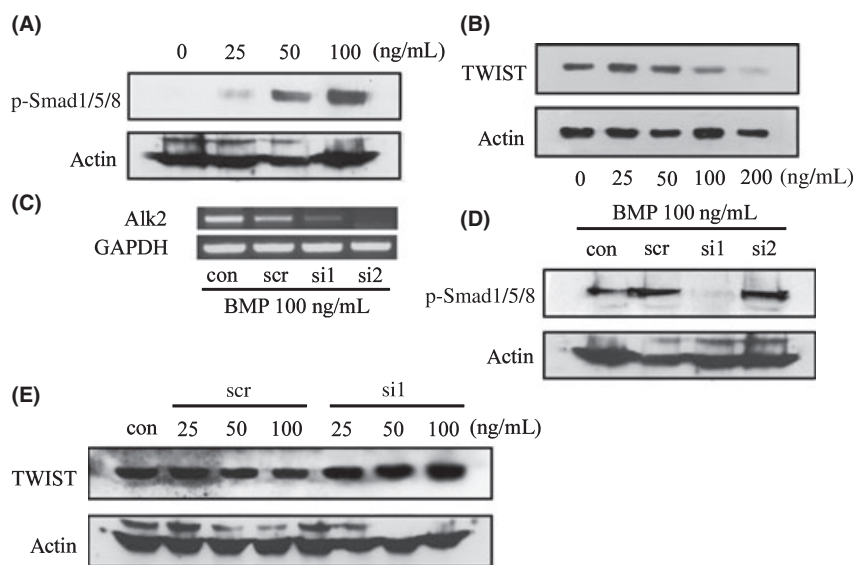 (A)
0 25 50 100 (ng/mL)
p-Smad1/5/8
Actin
(B)
TWIST
Actin
0 25 50 100 200 (ng/mL)
(C)
Alk2
GAPDH
con scr si1 si2
BMP 100 ng/mL
(D)
BMP 100 ng/mL
con scr si1 si2
p-Smad1/5/8
Actin
(E)
scr si1
con 25 50 100 25 50 100 (ng/mL)
TWIST
Actin